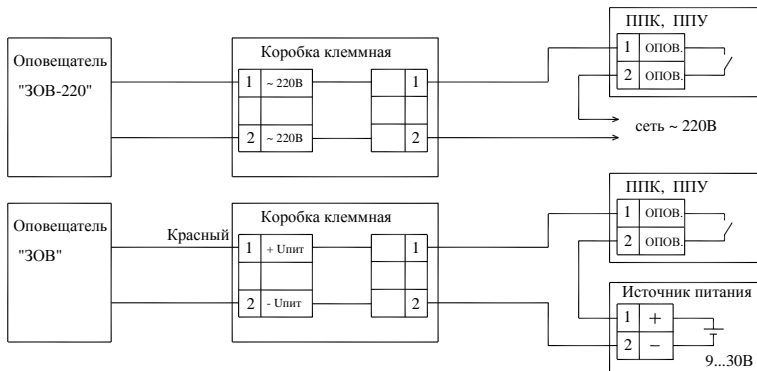 Оповещатель
"ЗОВ-220"
Коробка клеммная
1 ~ 220В 1
2 ~ 220В 2
ППК, ППУ
1 ОПОВ.
2 ОПОВ.
сеть ~ 220В
Оповещатель
"ЗОВ"
Красный
Коробка клеммная
1 + Uпит 1
2 - Uпит 2
ППК, ППУ
1 ОПОВ.
2 ОПОВ.
Источник питания
1 +
2 −
9...30В